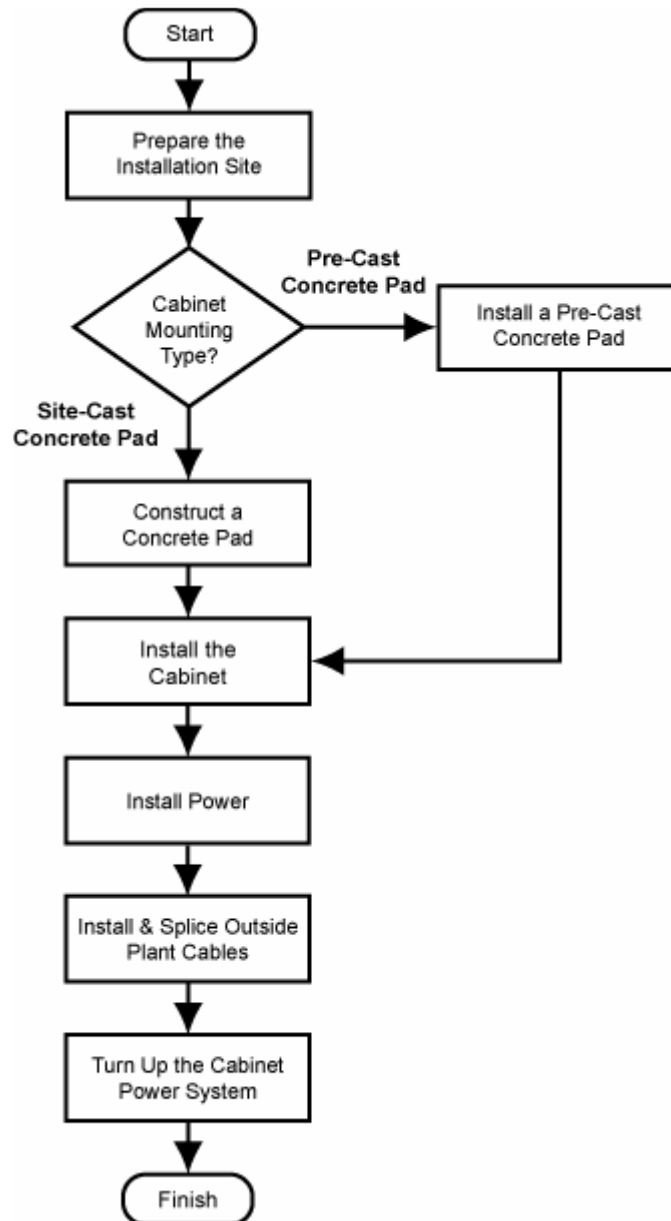 Start
Prepare the
Installation Site
Cabinet
Mounting
Type?
Pre-Cast
Concrete Pad
Install a Pre-Cast
Concrete Pad
Site-Cast
Concrete Pad
Construct a
Concrete Pad
Install the
Cabinet
Install Power
Install & Splice Outside
Plant Cables
Turn Up the Cabinet
Power System
Finish